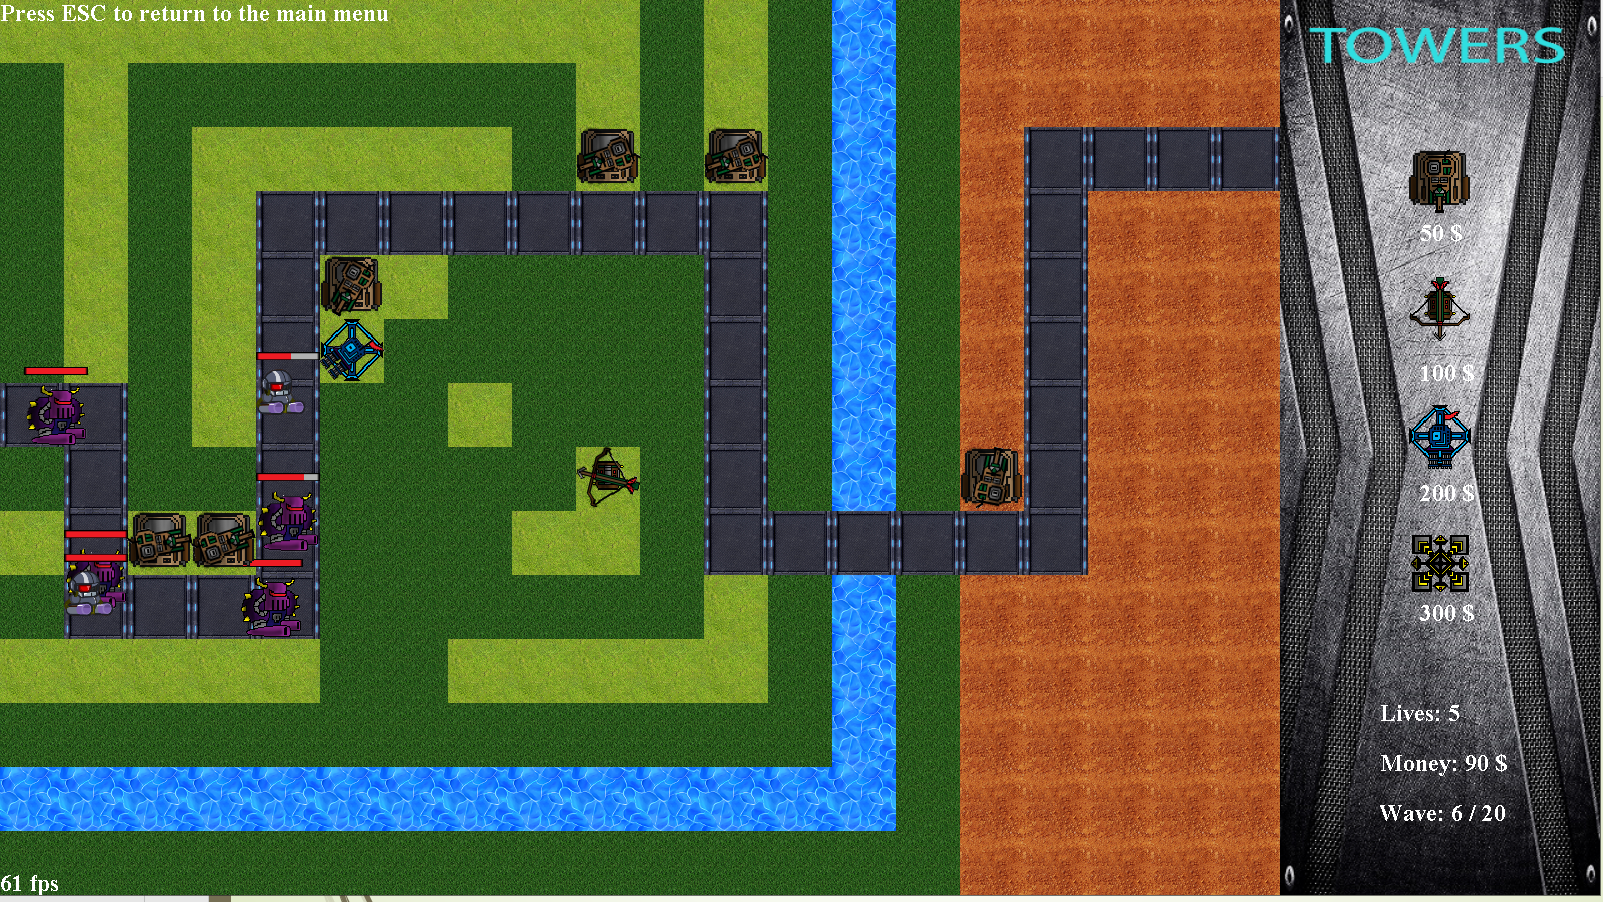 Press ESC to return to the main menu
TOWERS
50 $
100 $
200 $
300 $
Lives: 5
Money: 90 $
Wave: 6 / 20
61 fps